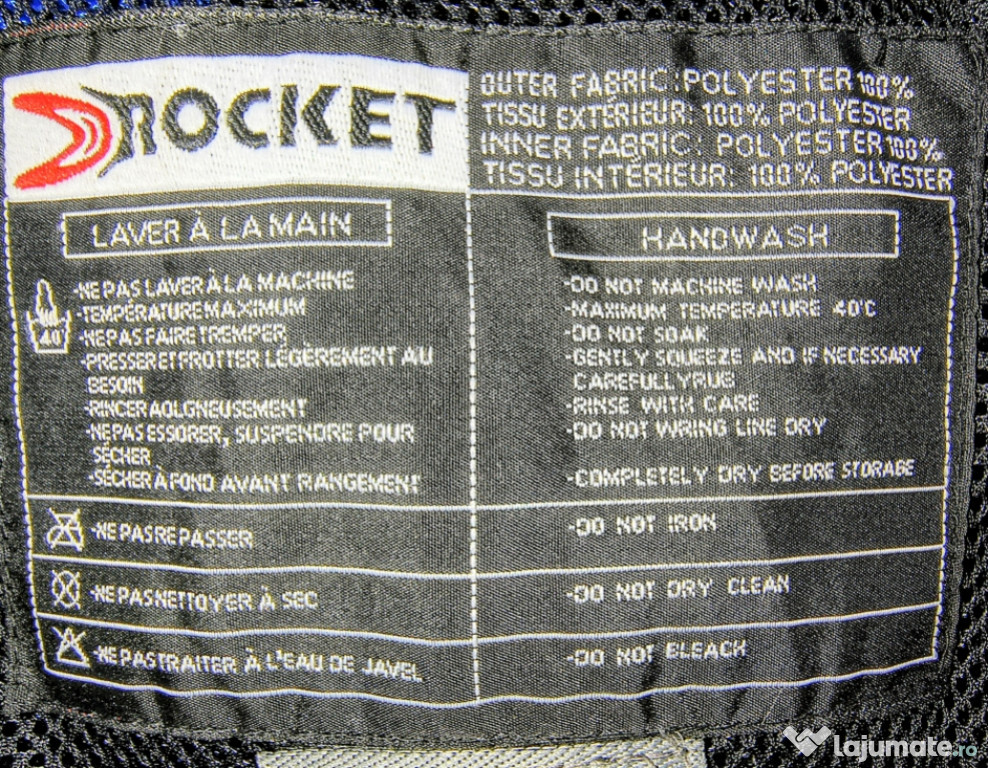 ROCKET
OUTER FABRIC: POLYESTER 100%
TISSU EXTÉRIEUR: 100% POLYESTER
INNER FABRIC: POLYESTER 100%
TISSU INTÉRIEUR: 100% POLYESTER
LAVER À LA MAIN
-NE PAS LAVER À LA MACHINE
-TEMPÉRATURE MAXIMUM
40
-NE PAS FAIRE TREMPER
-PRESSER ET FROTTER LÉGÈREMENT AU
BESOIN
-RINCER AOLGNEUSEMENT
-NE PAS ESSORER, SUSPENDRE POUR
SÉCHER
-SÉCHER À FOND AVANT RANGEMENT
HANDWASH
-DO NOT MACHINE WASH
-MAXIMUM TEMPERATURE 40°C
-DO NOT SOAK
-GENTLY SQUEEZE AND IF NECESSARY
CAREFULLY RUB
-RINSE WITH CARE
-DO NOT WRING LINE DRY
-COMPLETELY DRY BEFORE STORAGE
-NE PAS REPASSER
-DO NOT IRON
-NE PAS NETTOYER À SEC
-DO NOT DRY CLEAN
-NE PAS TRAITER À L'EAU DE JAVEL
-DO NOT BLEACH
Lajumate.ro